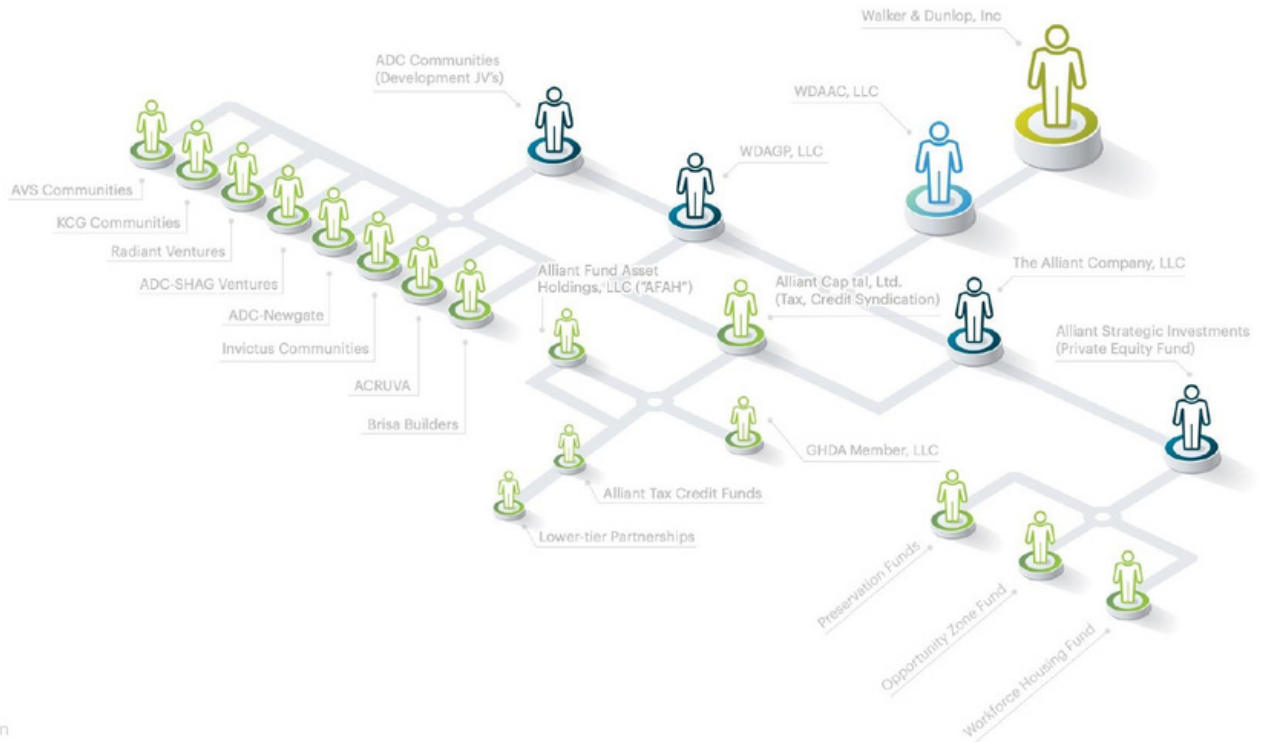 Walker & Dunlop, Inc
ADC Communities
(Development JV's)
WDAAC, LLC
WDAGP, LLC
AVS Communities
KCG Communities
Radiant Ventures
ADC-SHAG Ventures
ADC-Newgate
Invictus Communities
ACRUVA
Brisa Builders
Alliant Fund Asset
Holdings, LLC ("AFAH")
Alliant Capital, Ltd.
(Tax, Credit Syndication)
The Alliant Company, LLC
Alliant Strategic Investments
(Private Equity Fund)
GHDA Member, LLC
Alliant Tax Credit Funds
Lower-tier Partnerships
Preservation Funds
Opportunity Zone Fund
Workforce Housing Fund